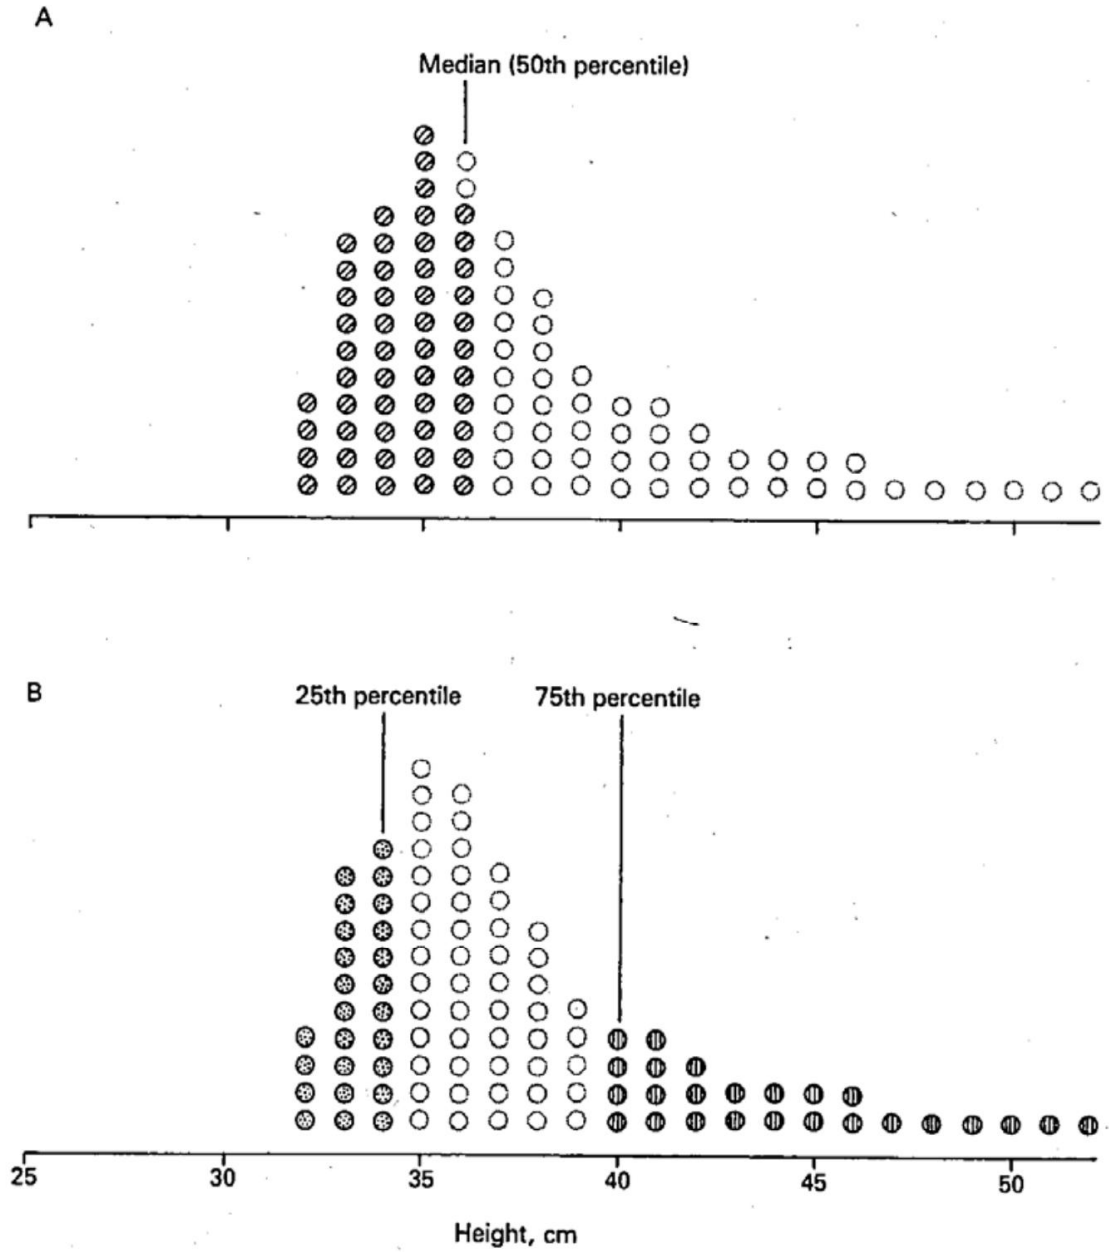 A
Median (50th percentile)
B
25th percentile 75th percentile
25 30 35 40 45 50
Height, cm